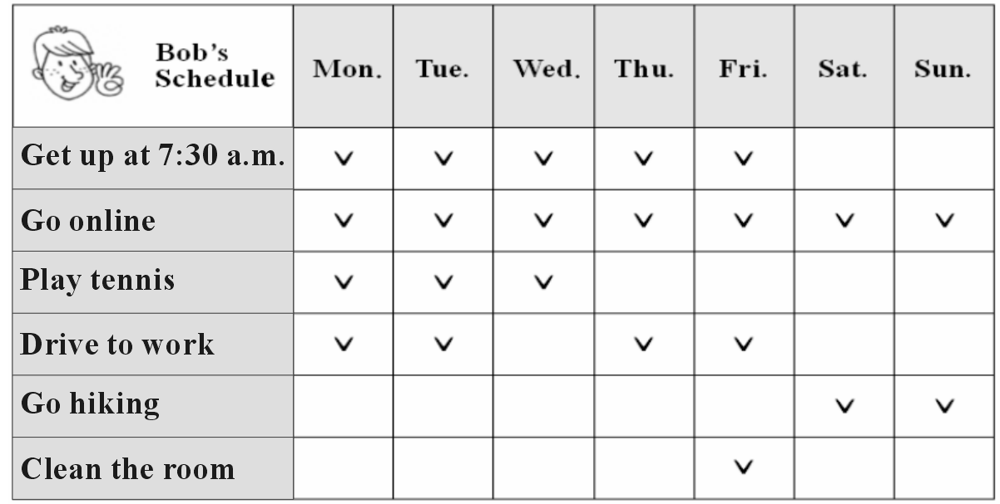 Bob's
Schedule
Mon. Tue. Wed. Thu. Fri. Sat. Sun.
Get up at 7:30 a.m. v v v v v
Go online v v v v v v v
Play tennis v v v
Drive to work v v v v
Go hiking v v
Clean the room v